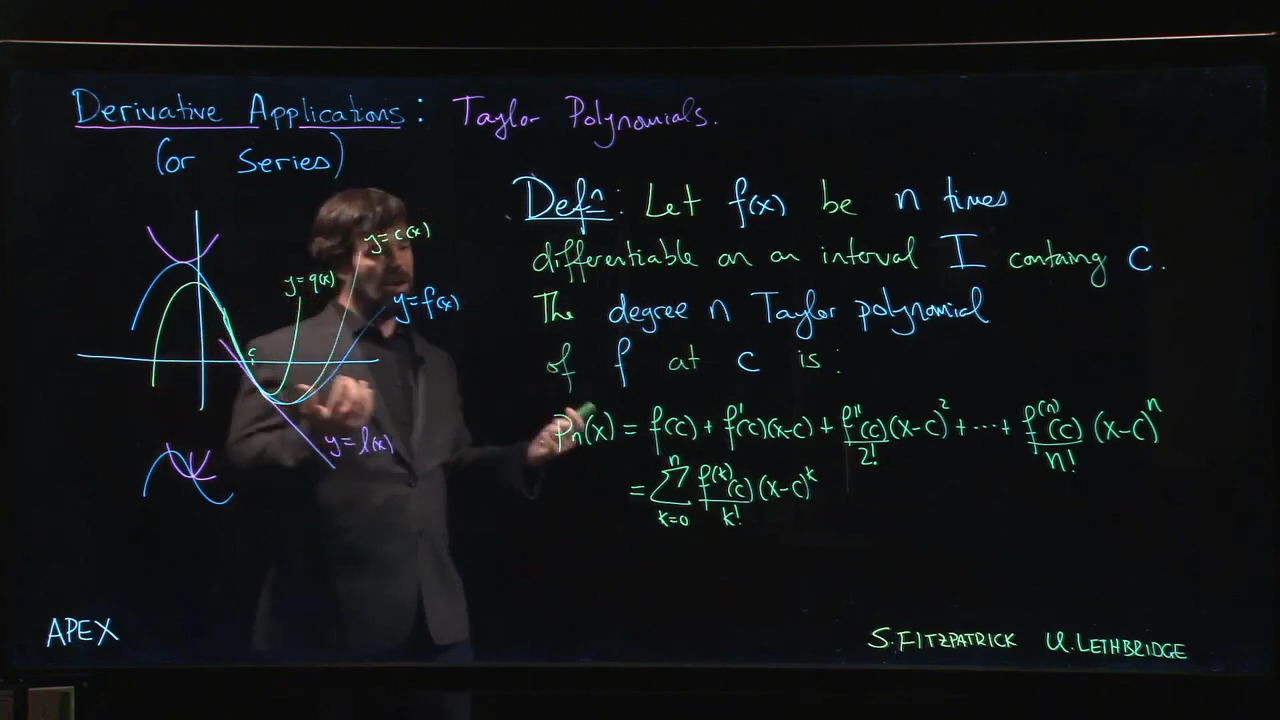 Derivative Applications: Taylor Polynomials.
(or Series)
Defⁿ: Let f(x) be n times
differentiable on an interval I containg c.
The degree n Taylor polynomial
of f at c is:
Pₙ(x) = f(c) + f'(c)(x-c) + f''(c)/2! (x-c)² + ··· + f⁽ⁿ⁾(c)/n! (x-c)ⁿ
= Σ_{k=0}^{n} f⁽ᵏ⁾(c)/k! (x-c)ᵏ
y=c(x)
y=q(x)
y=f(x)
c
y=l(x)
APEX
S.FITZPATRICK U.LETHBRIDGE